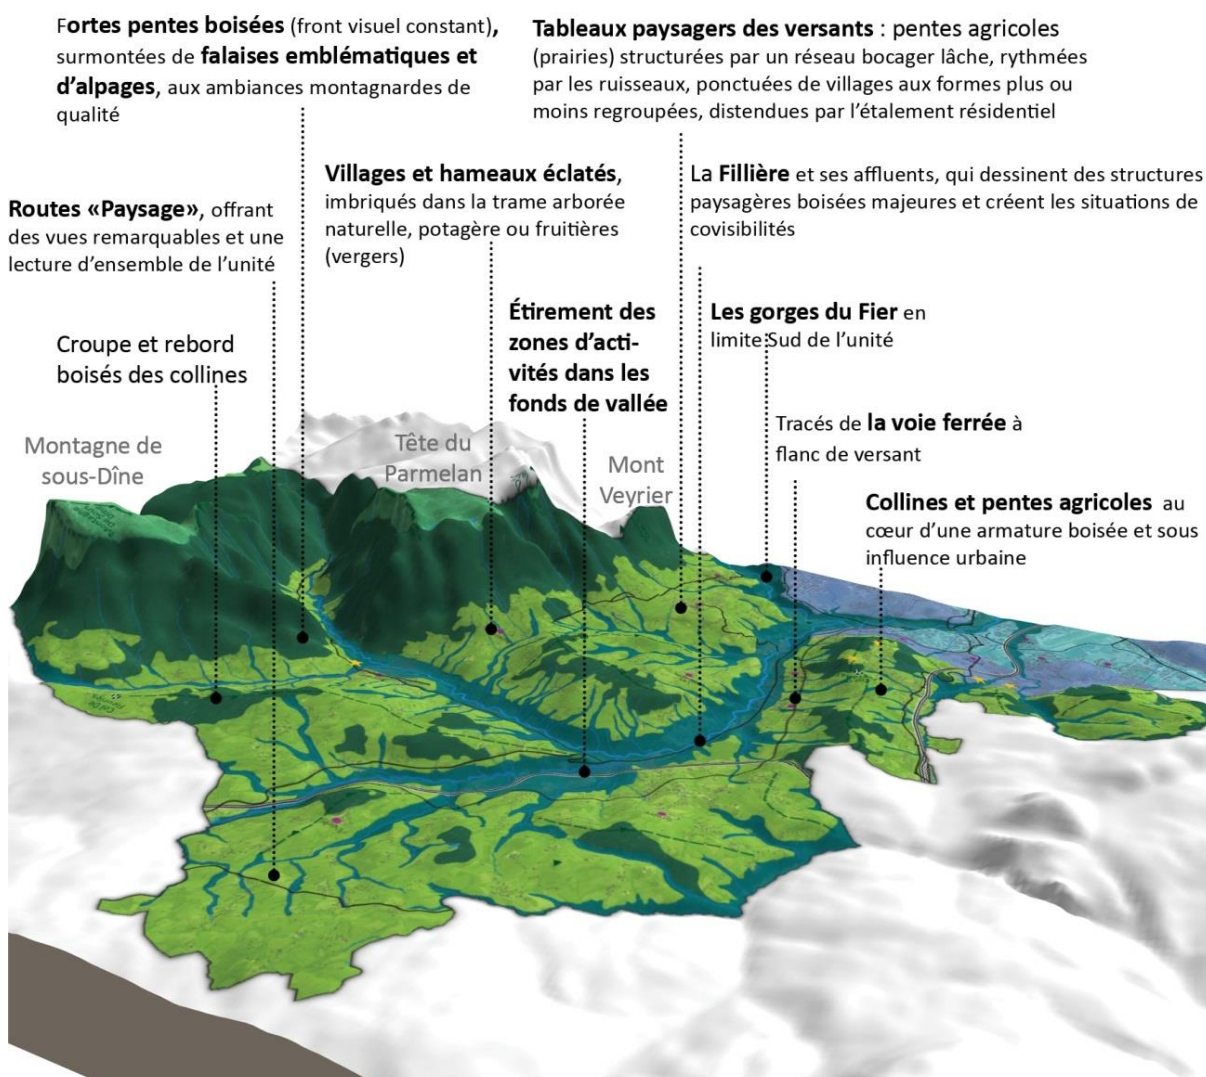 Fortes pentes boisées (front visuel constant),
surmontées de falaises emblématiques et
d’alpages, aux ambiances montagnardes de
qualité
Tableaux paysagers des versants : pentes agricoles
(prairies) structurées par un réseau bocager lâche, rythmées
par les ruisseaux, ponctuées de villages aux formes plus ou
moins regroupées, distendues par l’étalement résidentiel
Routes «Paysage», offrant
des vues remarquables et une
lecture d’ensemble de l’unité
Villages et hameaux éclatés,
imbriqués dans la trame arborée
naturelle, potagère ou fruitières
(vergers)
La Fillière et ses affluents, qui dessinent des structures
paysagères boisées majeures et créent les situations de
covisibilités
Croupe et rebord
boisés des collines
Étirement des
zones d’acti-
vités dans les
fonds de vallée
Les gorges du Fier en
limite Sud de l’unité
Tracés de la voie ferrée à
flanc de versant
Collines et pentes agricoles au
cœur d’une armature boisée et sous
influence urbaine
Montagne de
sous-Dîne
Tête du
Parmelan
Mont
Veyrier